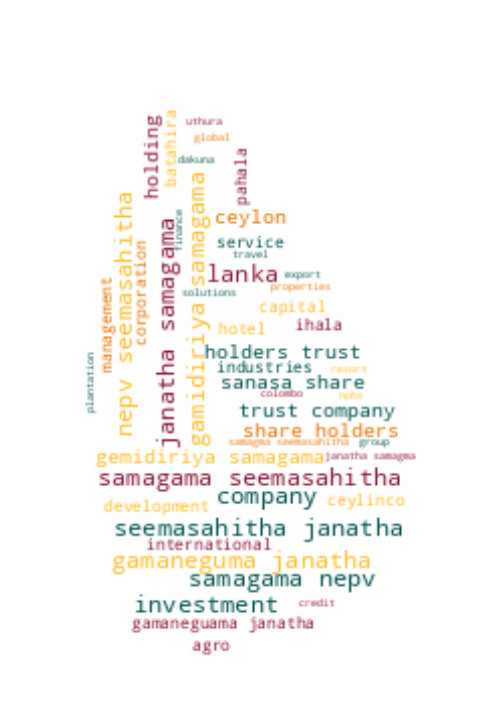 uthura
holding
batahira
global
dakuna
pahala
nepv seemasahitha
janatha samagama
finance
gamidiriya samagama
ceylon
service
travel
lanka
export
properties
solutions
corporation
management
capital
hotel
ihala
plantation
holders trust
industries
resort
sanasa share
colombo
npbs
trust company
share holders
samagma seemasahitha
group
gemidiriya samagama
janatha samagma
samagama seemasahitha
company
development
ceylinco
seemasahitha janatha
international
gamaneguma janatha
samagama nepv
investment
credit
gamaneguama janatha
agro